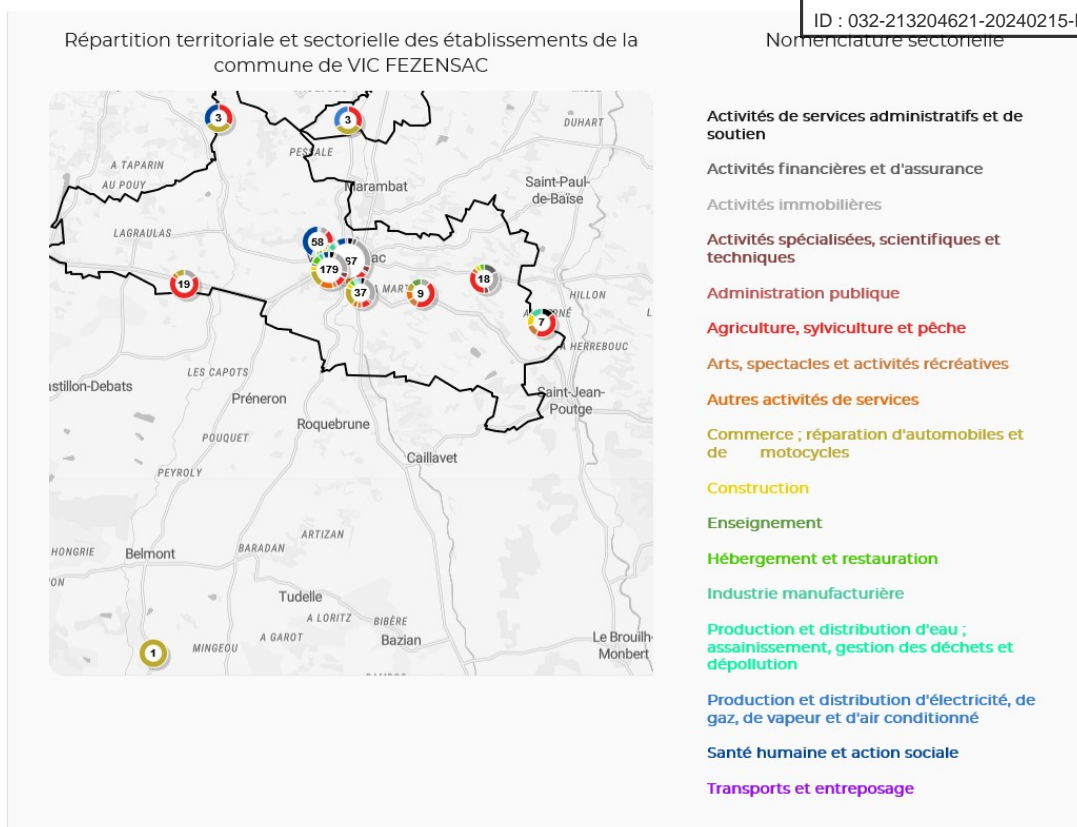 ID : 032-213204621-20240215-
Répartition territoriale et sectorielle des établissements de la
commune de VIC FEZENSAC
Nomenclature sectorielle
DUHART
PESSALE
A TAPARIN
AU POUY
Marambat
Saint-Paul-
de-Baïse
LAGRAULAS
HILLON
A HERREBOUC
LES CAPOTS
Préneron
Saint-Jean-
Poutge
Roquebrune
POUQUET
Caillavet
PEYROLY
ARTIZAN
HONGRIE
Belmont
BARADAN
Tudelle
A LORITZ
BIBÈRE
A GAROT
Bazian
MINGEOU
Le Brouilh-
Monbert
3
3
58
67
179
37
19
9
18
7
1
Activités de services administratifs et de
soutien
Activités financières et d'assurance
Activités immobilières
Activités spécialisées, scientifiques et
techniques
Administration publique
Agriculture, sylviculture et pêche
Arts, spectacles et activités récréatives
Autres activités de services
Commerce ; réparation d'automobiles et
de motocycles
Construction
Enseignement
Hébergement et restauration
Industrie manufacturière
Production et distribution d'eau ;
assainissement, gestion des déchets et
dépollution
Production et distribution d'électricité, de
gaz, de vapeur et d'air conditionné
Santé humaine et action sociale
Transports et entreposage